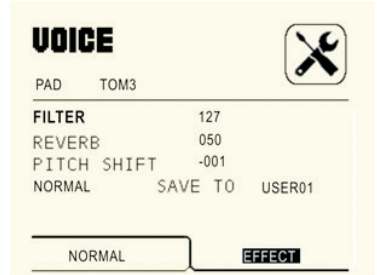 VOICE
PAD TOM3
FILTER 127
REVERB 050
PITCH SHIFT -001
NORMAL SAVE TO USER01
NORMAL EFFECT